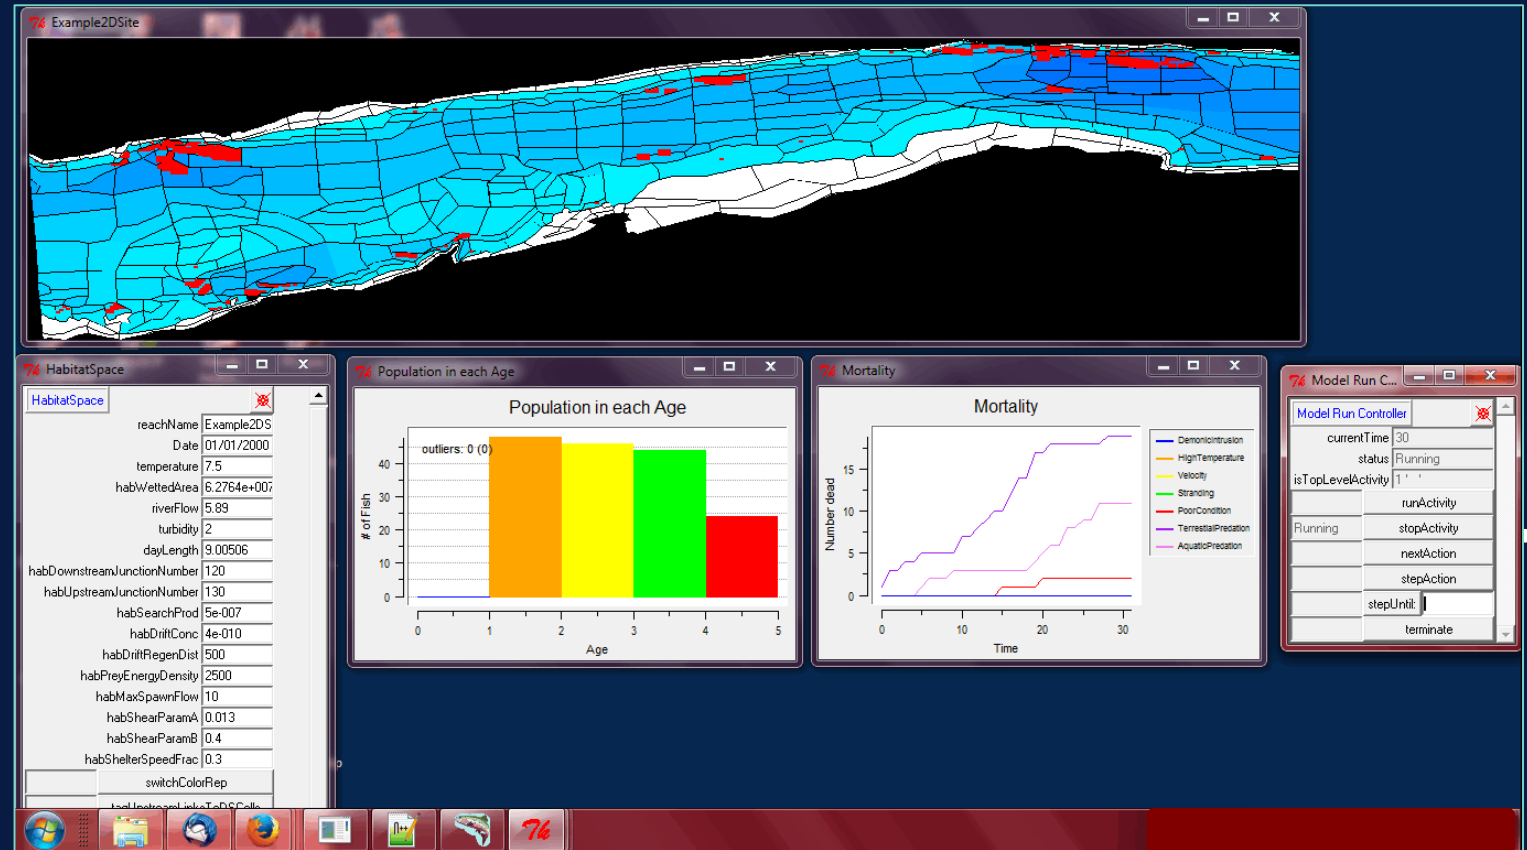 Example2DSite
HabitatSpace
HabitatSpace
reachName Example2DS
Date 01/01/2000
temperature 7.5
habWettedArea 6.2764e+007
riverFlow 5.89
turbidity 2
dayLength 9.00506
habDownstreamJunctionNumber 120
habUpstreamJunctionNumber 130
habSearchProd 5e-007
habDriftConc 4e-010
habDriftRegenDist 500
habPreyEnergyDensity 2500
habMaxSpawnFlow 10
habShearParamA 0.013
habShearParamB 0.4
habShelterSpeedFrac 0.3
switchColorRep
tagUpstreamLinksToDSCells
Population in each Age
Population in each Age
outliers: 0 (0)
# of Fish
40
30
20
10
0
0 1 2 3 4 5
Age
Mortality
Mortality
Number dead
15
10
5
0
0 10 20 30
Time
DemonicIntrusion
HighTemperature
Velocity
Stranding
PoorCondition
TerrestialPredation
AquaticPredation
Model Run C...
Model Run Controller
currentTime 30
status Running
isTopLevelActivity 1 ' '
runActivity
Running stopActivity
nextAction
stepAction
stepUntil:
terminate